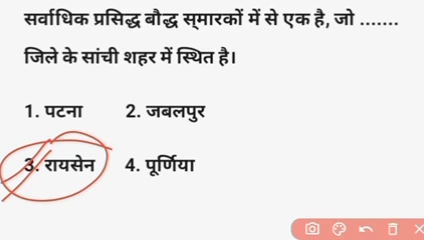 सर्वाधिक प्रसिद्ध बौद्ध स्मारकों में से एक है, जो .......
जिले के सांची शहर में स्थित है।
1. पटना 2. जबलपुर
3. रायसेन 4. पूर्णिया